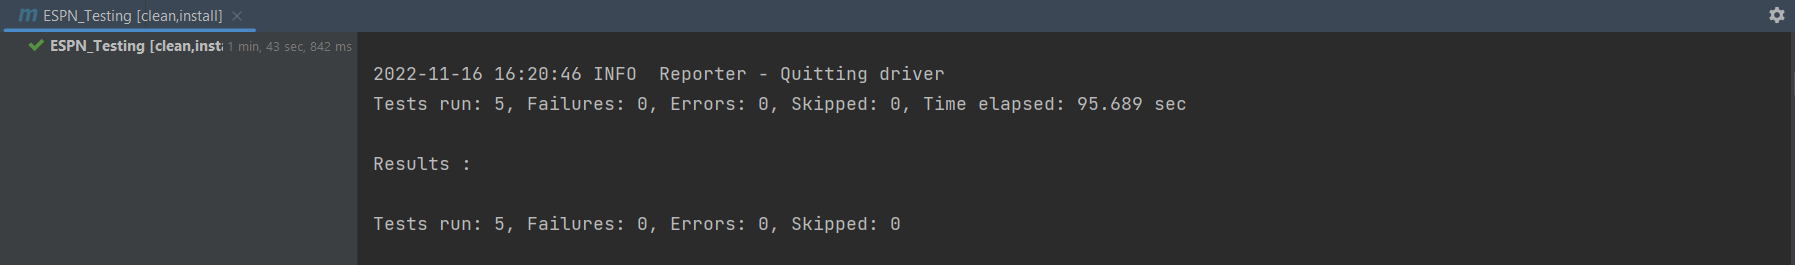 m ESPN_Testing [clean,install] ×
ESPN_Testing [clean,insta 1 min, 43 sec, 842 ms
2022-11-16 16:20:46 INFO  Reporter - Quitting driver
Tests run: 5, Failures: 0, Errors: 0, Skipped: 0, Time elapsed: 95.689 sec
Results :
Tests run: 5, Failures: 0, Errors: 0, Skipped: 0